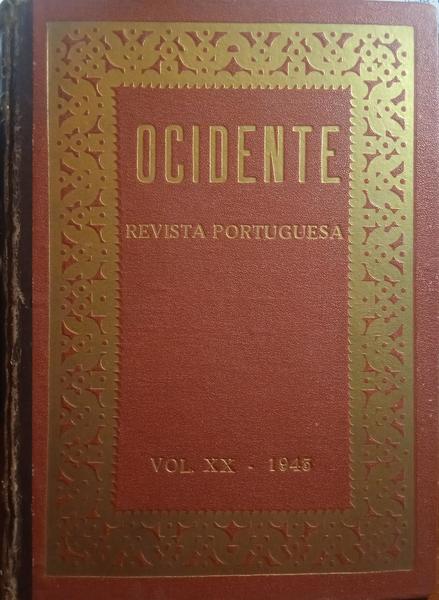 OCIDENTE
REVISTA PORTUGUESA
VOL. XX - 1943